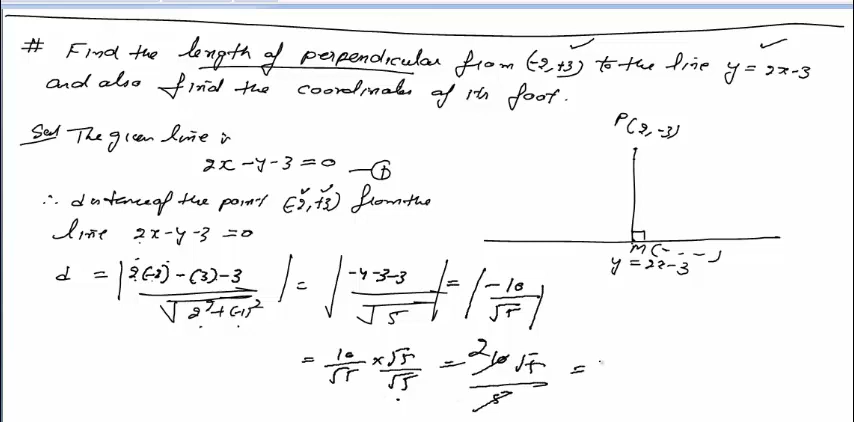 # Find the length of perpendicular from (-2,+3) to the line y = 2x-3
and also find the coordinates of its foot.
Sol The given line is
2x - y - 3 = 0 —①
∴ distance of the point (-2,+3) from the
line 2x - y - 3 = 0
d = |2(-2) - (3) - 3 / √2²+(-1)²| = |-4-3-3 / √5| = |-10 / √5|
= 10/√5 × √5/√5 = 2 10 √5 / 5 =
P(2,-3)
M(- - - -)
y = 2x-3